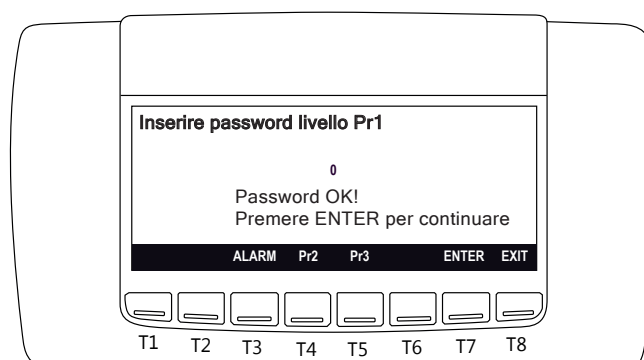 Inserire password livello Pr1
0
Password OK!
Premere ENTER per continuare
ALARM Pr2 Pr3 ENTER EXIT
T1 T2 T3 T4 T5 T6 T7 T8